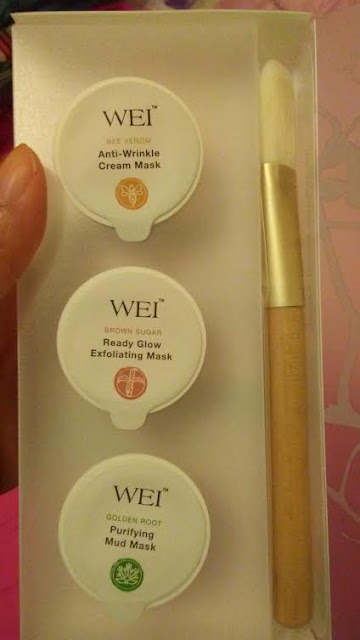 WEI™
BEE VENOM
Anti-Wrinkle
Cream Mask
WEI™
BROWN SUGAR
Ready Glow
Exfoliating Mask
WEI™
GOLDEN ROOT
Purifying
Mud Mask